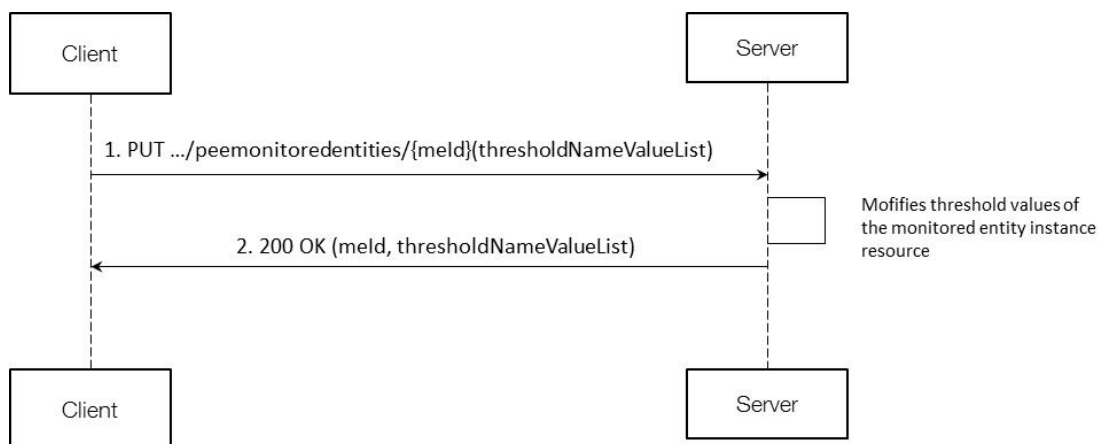 Client
Server
1. PUT .../peemonitoredentities/{meId}(thresholdNameValueList)
Mofifies threshold values of
the monitored entity instance
resource
2. 200 OK (meId, thresholdNameValueList)
Client
Server